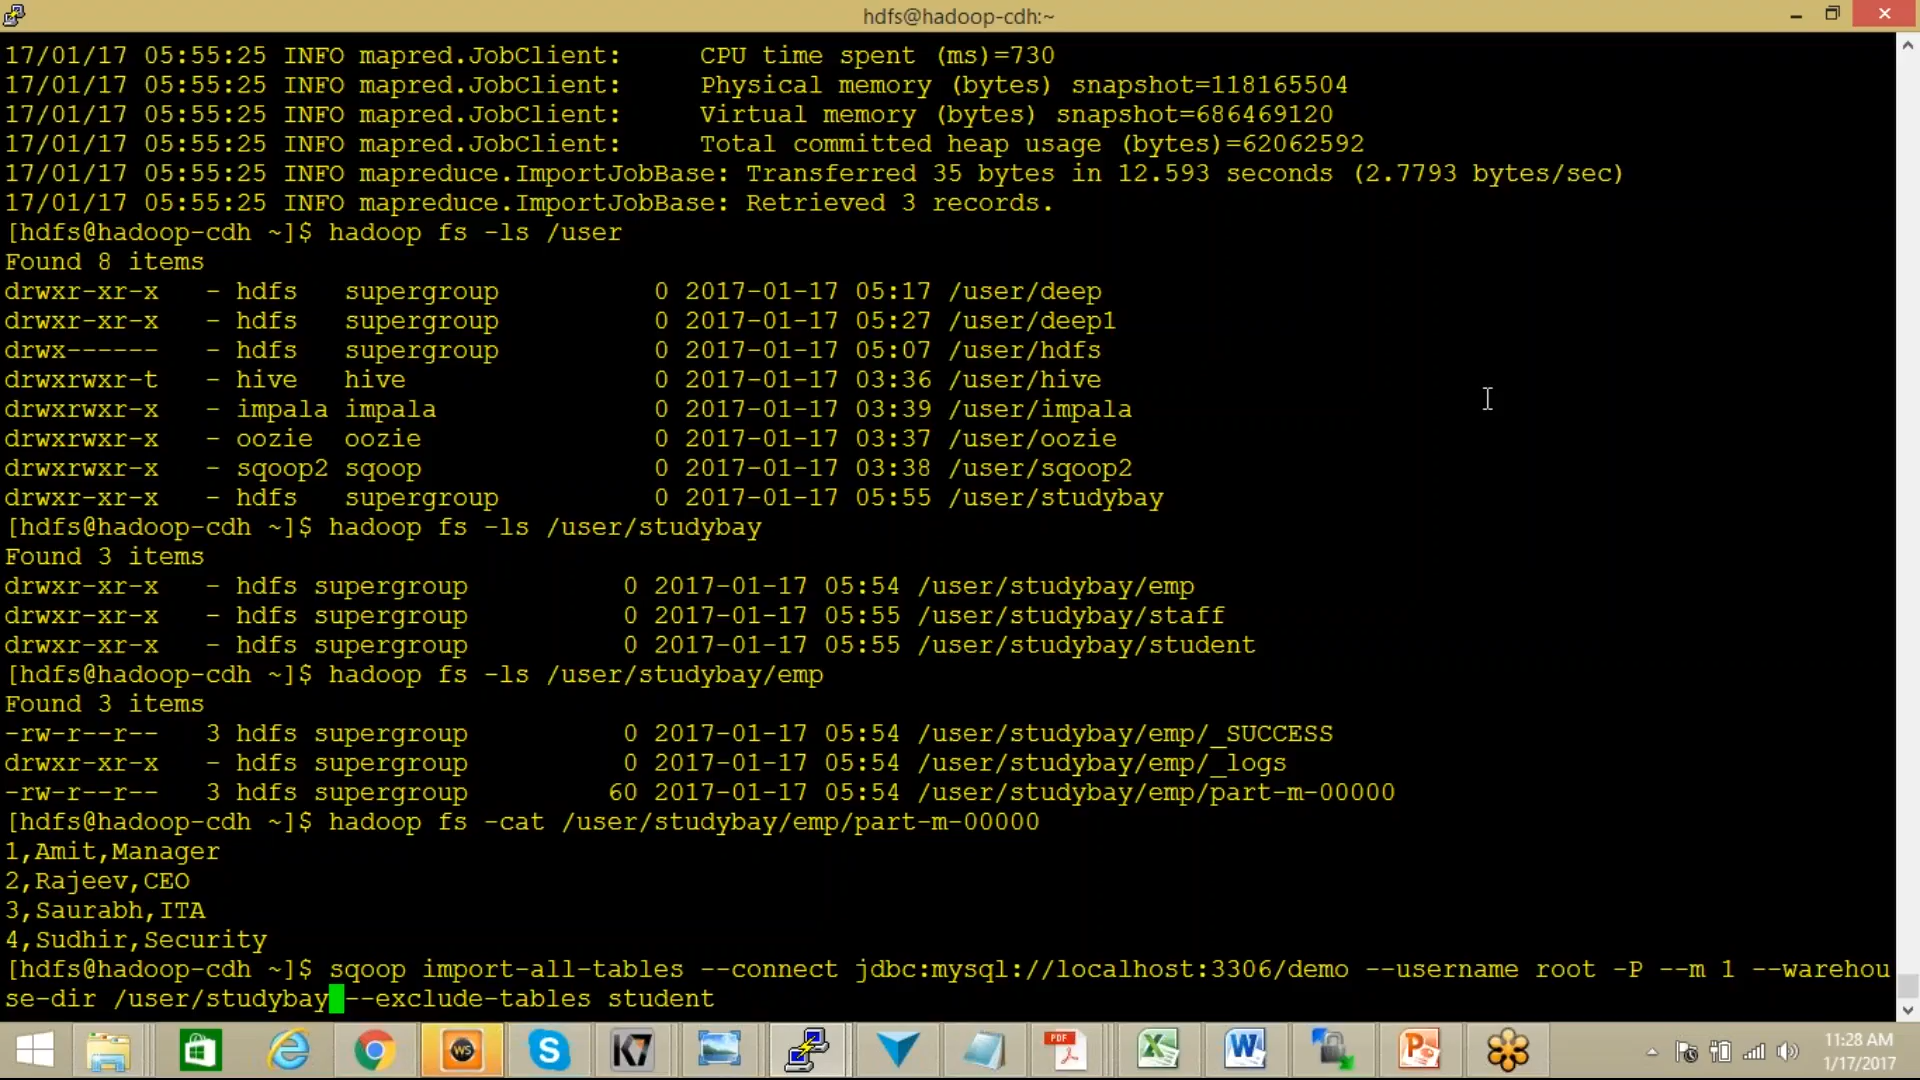 hdfs@hadoop-cdh:~
17/01/17 05:55:25 INFO mapred.JobClient:     CPU time spent (ms)=730
17/01/17 05:55:25 INFO mapred.JobClient:     Physical memory (bytes) snapshot=118165504
17/01/17 05:55:25 INFO mapred.JobClient:     Virtual memory (bytes) snapshot=686469120
17/01/17 05:55:25 INFO mapred.JobClient:     Total committed heap usage (bytes)=62062592
17/01/17 05:55:25 INFO mapreduce.ImportJobBase: Transferred 35 bytes in 12.593 seconds (2.7793 bytes/sec)
17/01/17 05:55:25 INFO mapreduce.ImportJobBase: Retrieved 3 records.
[hdfs@hadoop-cdh ~]$ hadoop fs -ls /user
Found 8 items
drwxr-xr-x   - hdfs   supergroup          0 2017-01-17 05:17 /user/deep
drwxr-xr-x   - hdfs   supergroup          0 2017-01-17 05:27 /user/deep1
drwx------   - hdfs   supergroup          0 2017-01-17 05:07 /user/hdfs
drwxrwxr-t   - hive   hive                0 2017-01-17 03:36 /user/hive
drwxrwxr-x   - impala impala              0 2017-01-17 03:39 /user/impala
drwxrwxr-x   - oozie  oozie               0 2017-01-17 03:37 /user/oozie
drwxrwxr-x   - sqoop2 sqoop               0 2017-01-17 03:38 /user/sqoop2
drwxr-xr-x   - hdfs   supergroup          0 2017-01-17 05:55 /user/studybay
[hdfs@hadoop-cdh ~]$ hadoop fs -ls /user/studybay
Found 3 items
drwxr-xr-x   - hdfs supergroup          0 2017-01-17 05:54 /user/studybay/emp
drwxr-xr-x   - hdfs supergroup          0 2017-01-17 05:55 /user/studybay/staff
drwxr-xr-x   - hdfs supergroup          0 2017-01-17 05:55 /user/studybay/student
[hdfs@hadoop-cdh ~]$ hadoop fs -ls /user/studybay/emp
Found 3 items
-rw-r--r--   3 hdfs supergroup          0 2017-01-17 05:54 /user/studybay/emp/_SUCCESS
drwxr-xr-x   - hdfs supergroup          0 2017-01-17 05:54 /user/studybay/emp/_logs
-rw-r--r--   3 hdfs supergroup         60 2017-01-17 05:54 /user/studybay/emp/part-m-00000
[hdfs@hadoop-cdh ~]$ hadoop fs -cat /user/studybay/emp/part-m-00000
1,Amit,Manager
2,Rajeev,CEO
3,Saurabh,ITA
4,Sudhir,Security
[hdfs@hadoop-cdh ~]$ sqoop import-all-tables --connect jdbc:mysql://localhost:3306/demo --username root -P --m 1 --warehou
se-dir /user/studybay --exclude-tables student
WS
S
K7
PDF
X
W
P
11:28 AM
1/17/2017